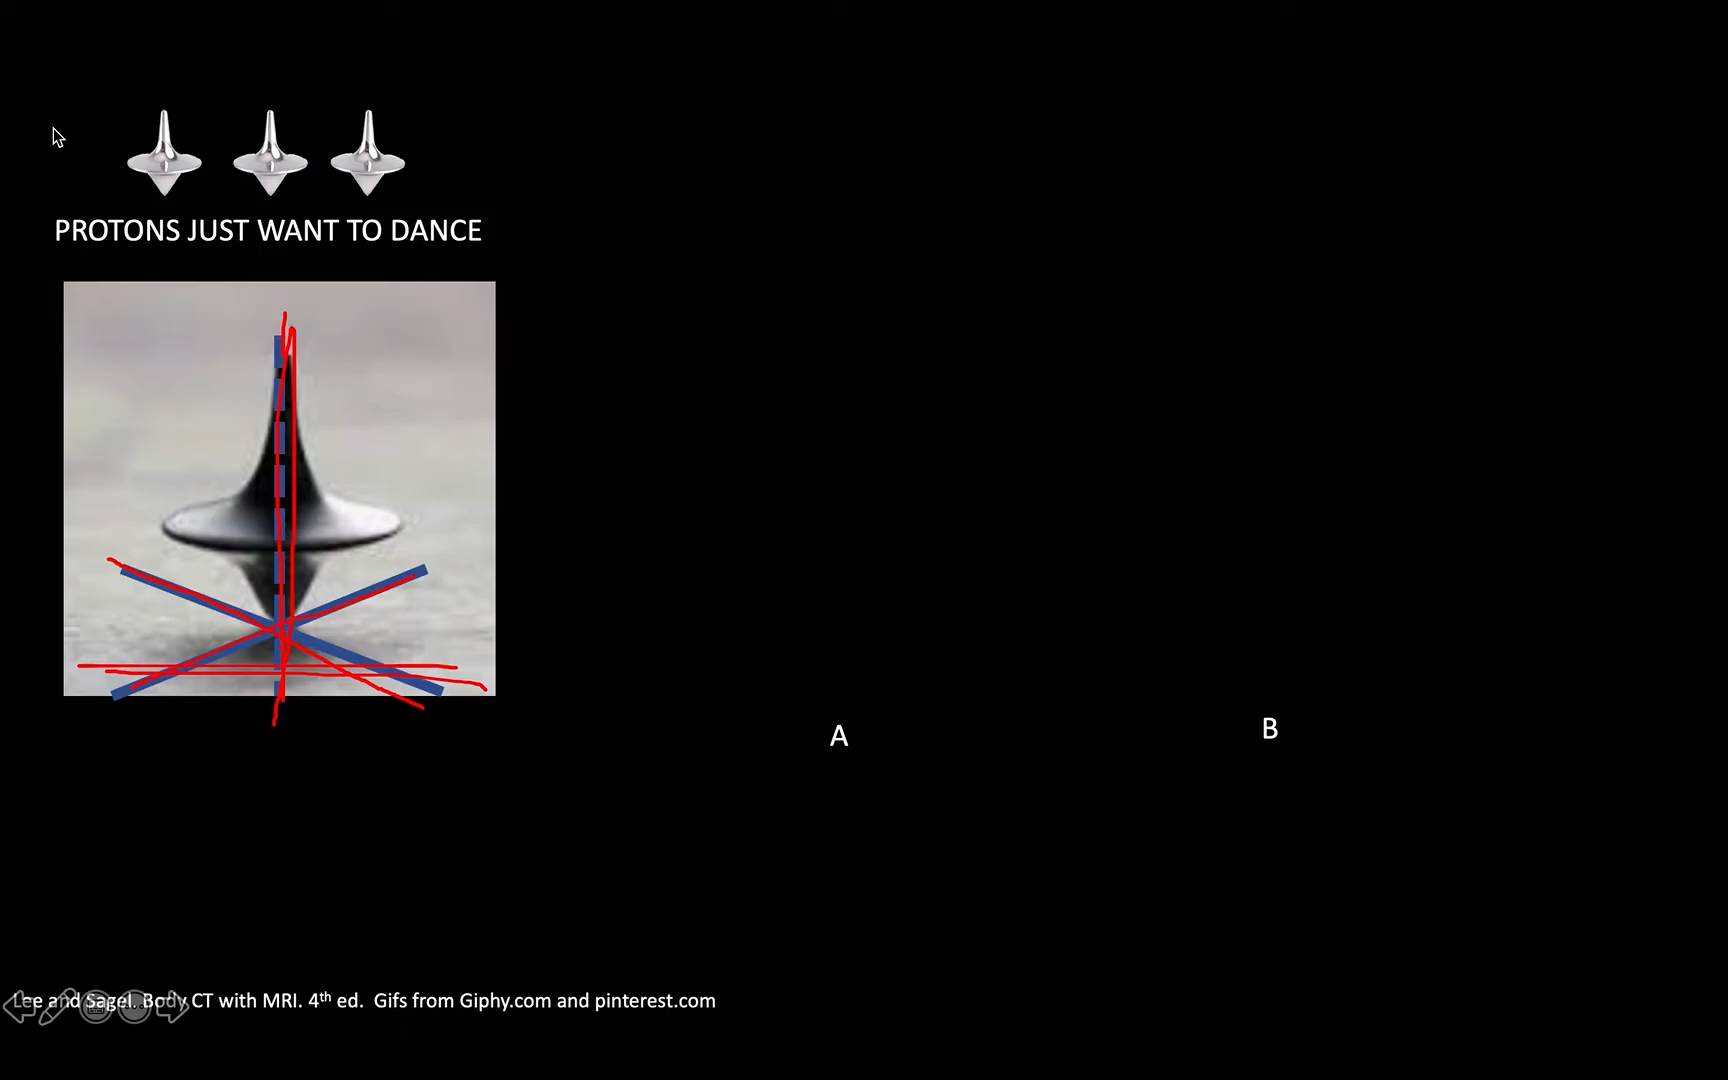 PROTONS JUST WANT TO DANCE
A
B
Lee and Sagel. Body CT with MRI. 4th ed. Gifs from Giphy.com and pinterest.com